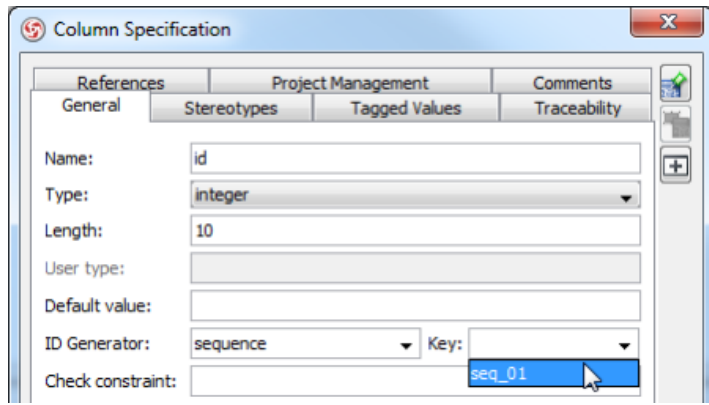 Column Specification
References Project Management Comments
General Stereotypes Tagged Values Traceability
Name: id
Type: integer
Length: 10
User type:
Default value:
ID Generator: sequence Key:
seq_01
Check constraint: